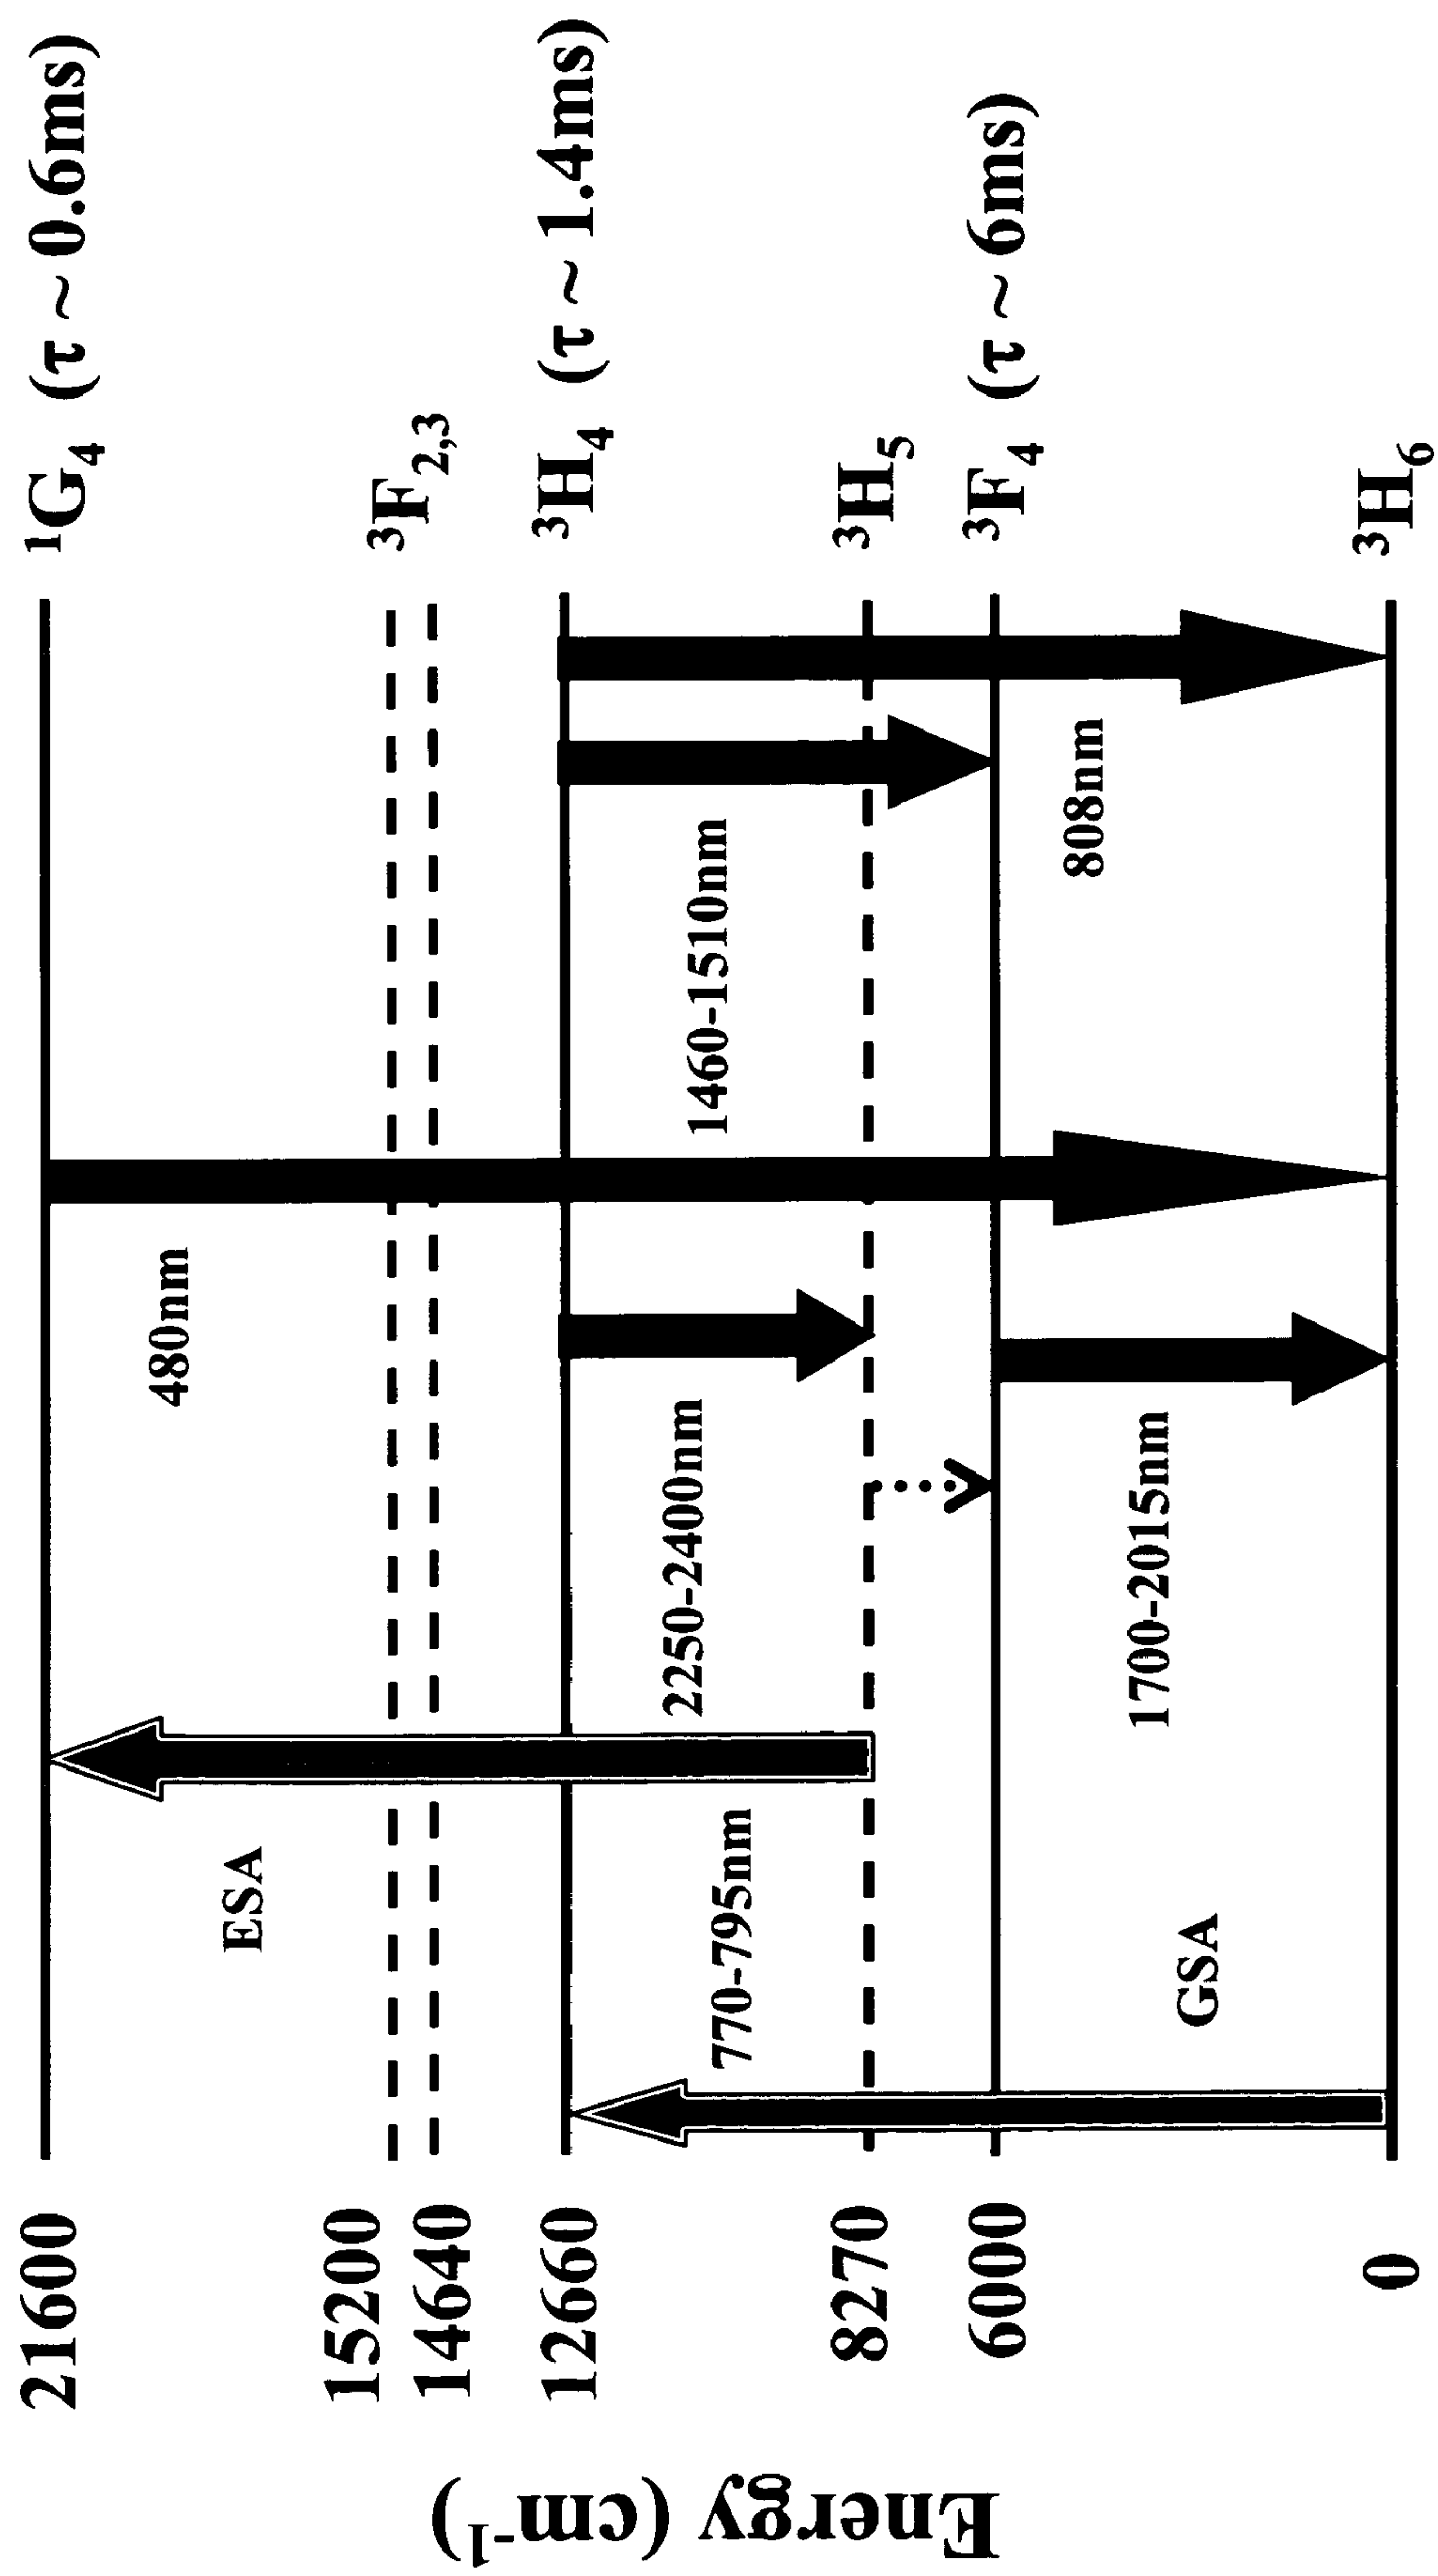 Energy (cm⁻¹)
21600
15200
14640
12660
8270
6000
0
ESA
480nm
770-795nm
2250-2400nm
1460-1510nm
GSA
1700-2015nm
808nm
¹G₄ (τ ~ 0.6ms)
³F₂,₃
³H₄ (τ ~ 1.4ms)
³H₅
³F₄ (τ ~ 6ms)
³H₆